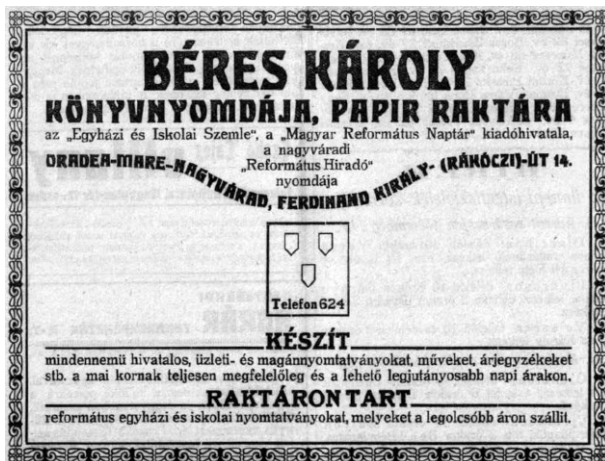 BÉRES KÁROLY
KÖNYVNYOMDÁJA, PAPIR RAKTÁRA
az „Egyházi és Iskolai Szemle“, a „Magyar Református Naptár“ kiadóhivatala,
a nagyváradi
„Református Hiradó“
nyomdája
ORADEA-MARE-NAGYVÁRAD, FERDINAND KIRÁLY- (RÁKÓCZI)-ÚT 14.
Telefon 624
KÉSZÍT
mindennemü hivatalos, üzleti- és magánnyomtatványokat, műveket, árjegyzékeket
stb. a mai kornak teljesen megfelelőleg és a lehető legjutányosabb napi árakon.
RAKTÁRON TART
református egyházi és iskolai nyomtatványokat, melyeket a legolcsóbb áron szállit.